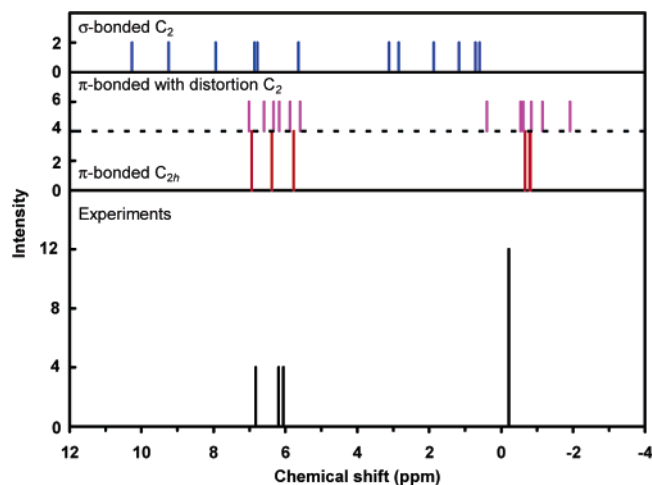 σ-bonded C2
2
0
π-bonded with distortion C2
6
4
2
π-bonded C2h
0
Experiments
12
8
4
0
Intensity
12 10 8 6 4 2 0 -2 -4
Chemical shift (ppm)